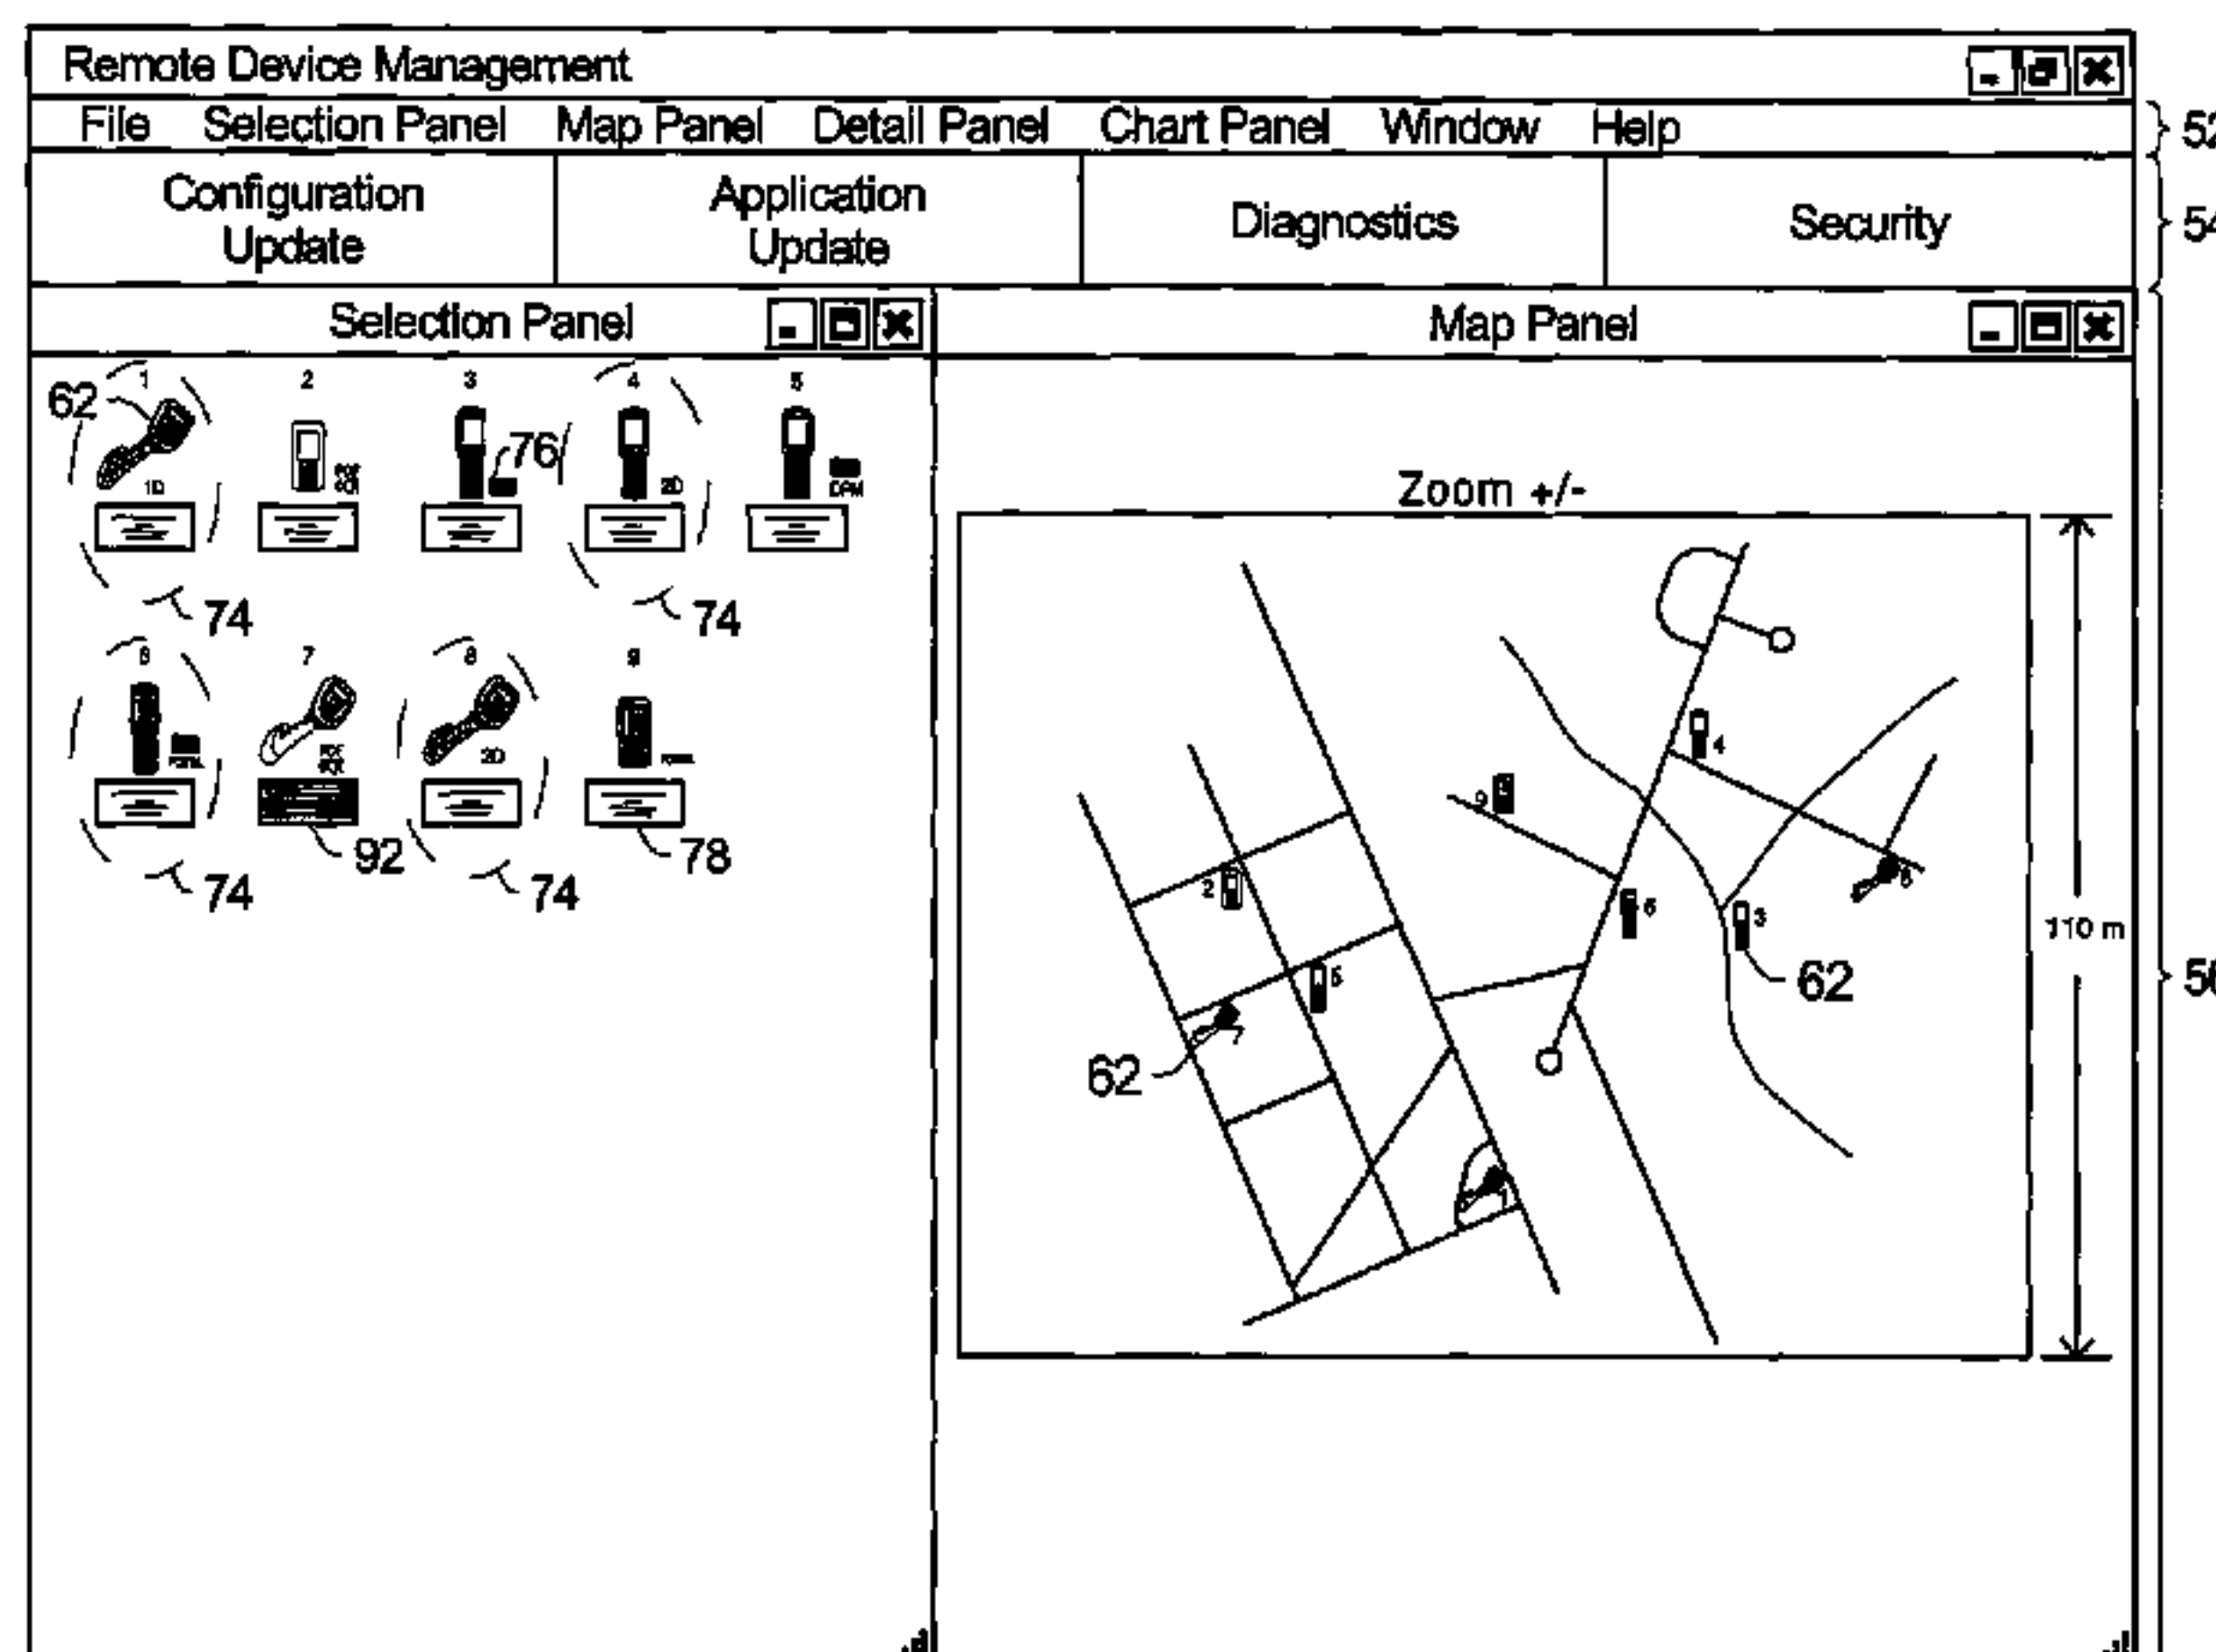 Remote Device Management
File Selection Panel Map Panel Detail Panel Chart Panel Window Help
52
Configuration Update
Application Update
Diagnostics
Security
54
Selection Panel
Map Panel
1 2 3 4 5
62
76
1D
2D
DPM
74
74
6 7 8 9
2D
92
78
74
74
Zoom +/-
4
9
2
6
3
8
5
7
62
62
110 m